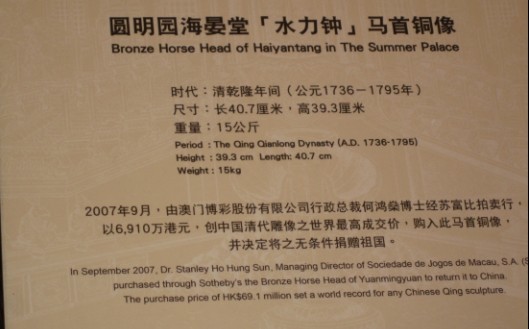 圆明园海晏堂「水力钟」马首铜像
Bronze Horse Head of Haiyantang in The Summer Palace
时代：清乾隆年间（公元1736－1795年）
尺寸：长40.7厘米，高39.3厘米
重量：15公斤
Period : The Qing Qianlong Dynasty (A.D. 1736-1795)
Height : 39.3 cm Length: 40.7 cm
Weight : 15kg
2007年9月，由澳门博彩股份有限公司行政总裁何鸿燊博士经苏富比拍卖行，
以6,910万港元，创中国清代雕像之世界最高成交价，购入此马首铜像，
并决定将之无条件捐赠祖国。
In September 2007, Dr. Stanley Ho Hung Sun, Managing Director of Sociedade de Jogos de Macau, S.A. (S
purchased through Sotheby's the Bronze Horse Head of Yuanmingyuan to return it to China.
The purchase price of HK$69.1 million set a world record for any Chinese Qing sculpture.